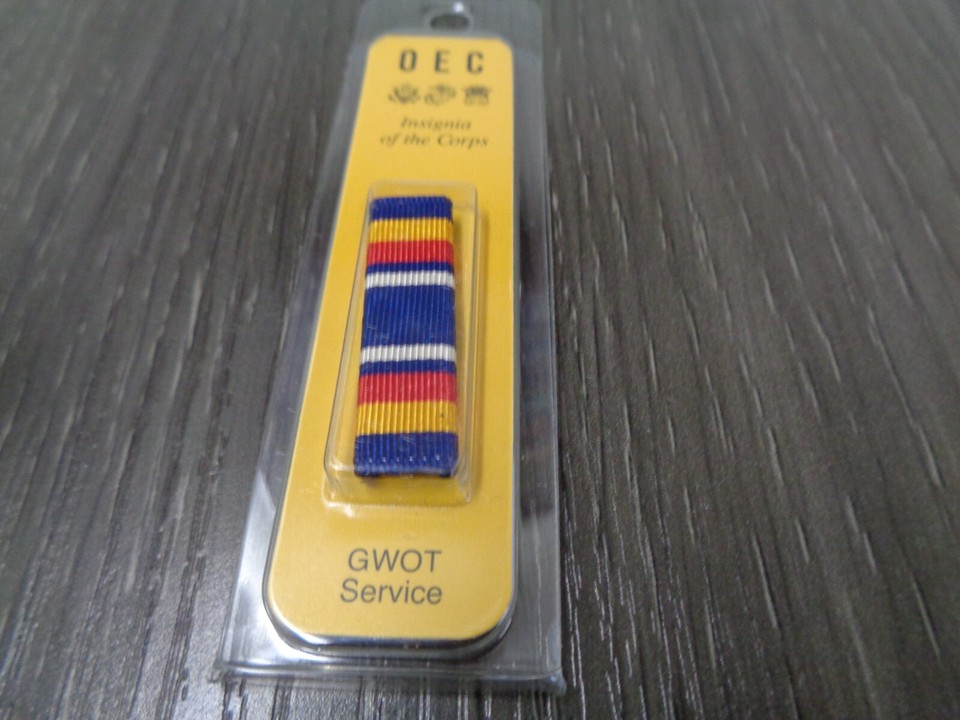 OEC
Insignia
of the Corps
GWOT
Service